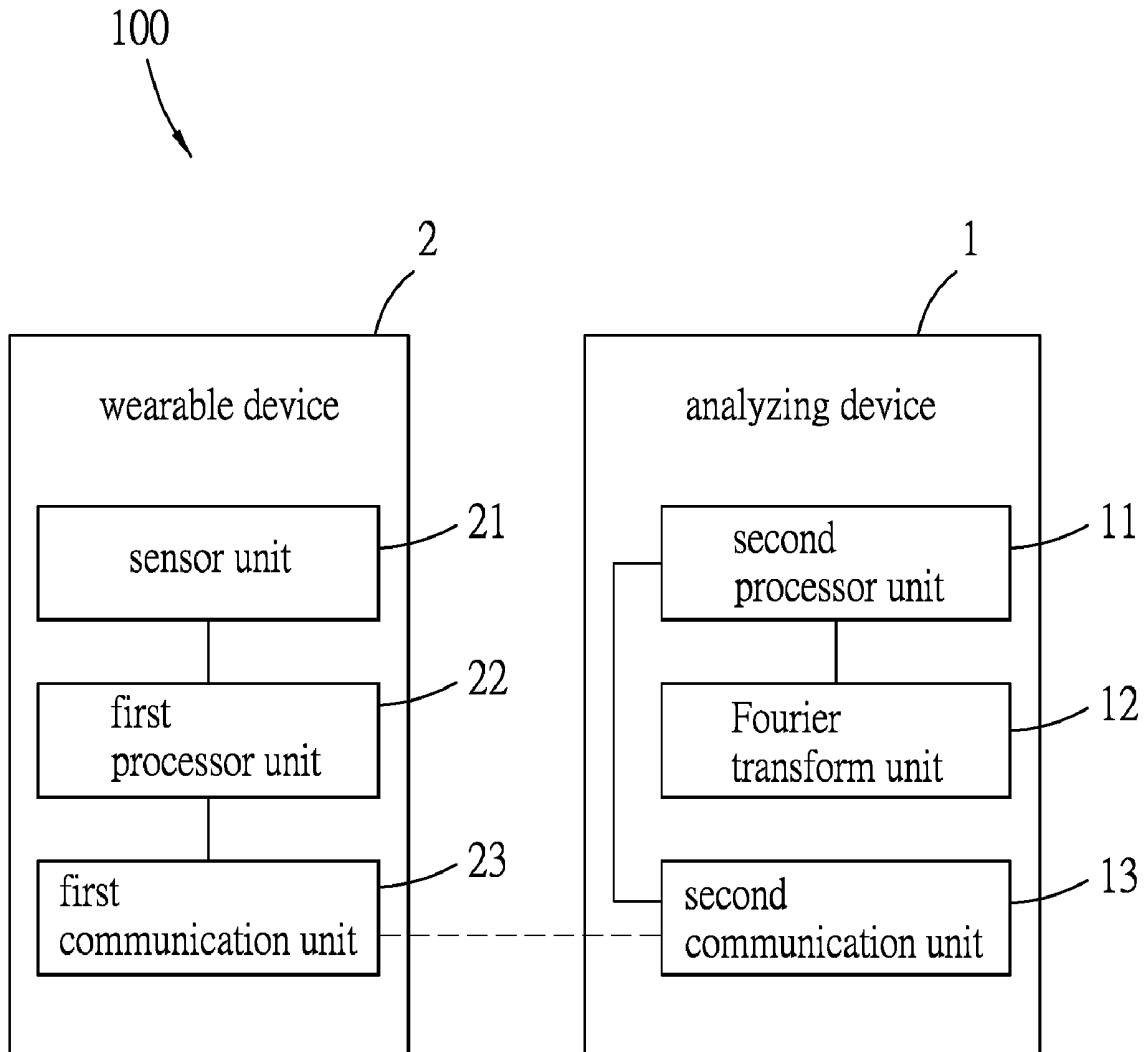 100
2
1
wearable device
analyzing device
sensor unit
21
second
processor unit
11
first
processor unit
22
Fourier
transform unit
12
first
communication unit
23
second
communication unit
13